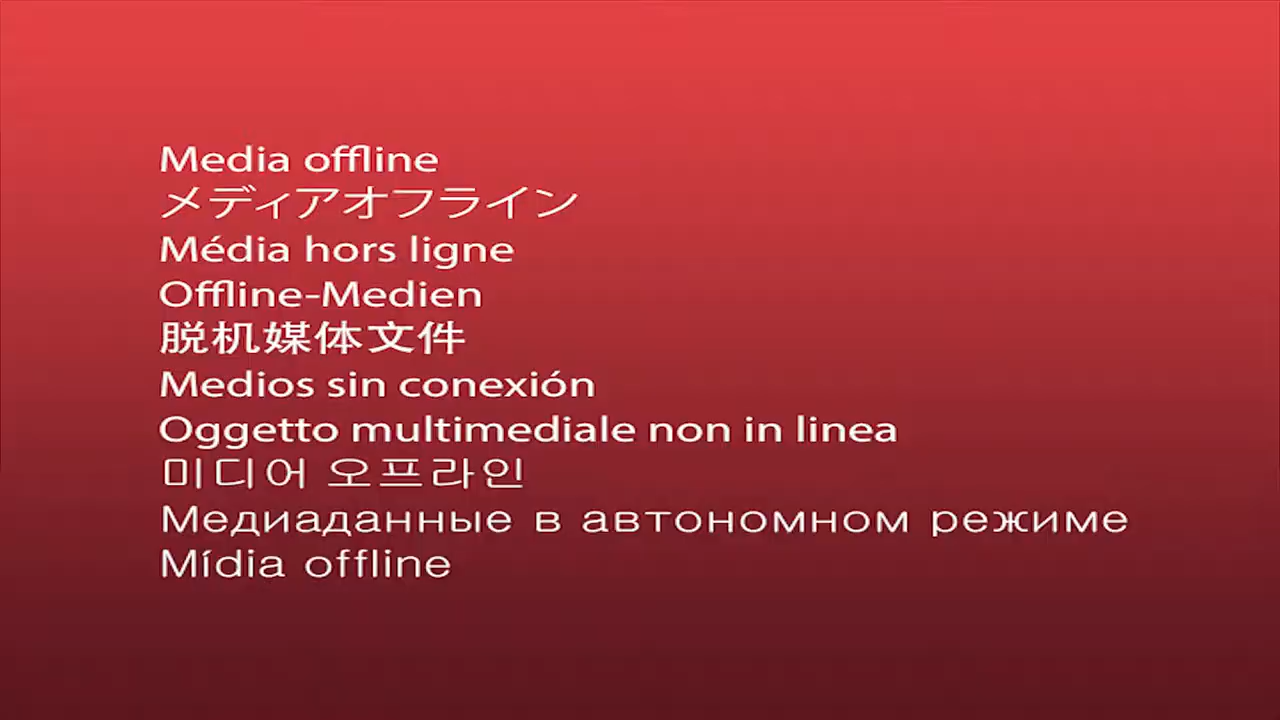 Media offline
メディアオフライン
Média hors ligne
Offline-Medien
脱机媒体文件
Medios sin conexión
Oggetto multimediale non in linea
미디어 오프라인
Медиаданные в автономном режиме
Mídia offline